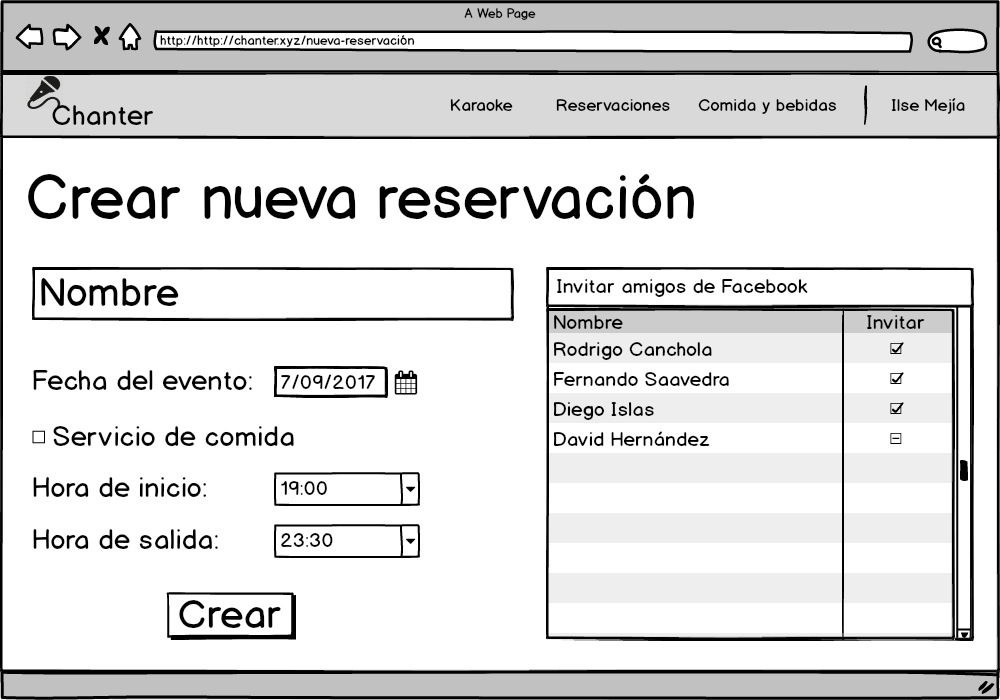 A Web Page
http://http://chanter.xyz/nueva-reservación
Chanter
Karaoke
Reservaciones
Comida y bebidas
Ilse Mejía
Crear nueva reservación
Nombre
Fecha del evento: 7/09/2017
Servicio de comida
Hora de inicio: 19:00
Hora de salida: 23:30
Crear
Invitar amigos de Facebook
Nombre Invitar
Rodrigo Canchola
Fernando Saavedra
Diego Islas
David Hernández